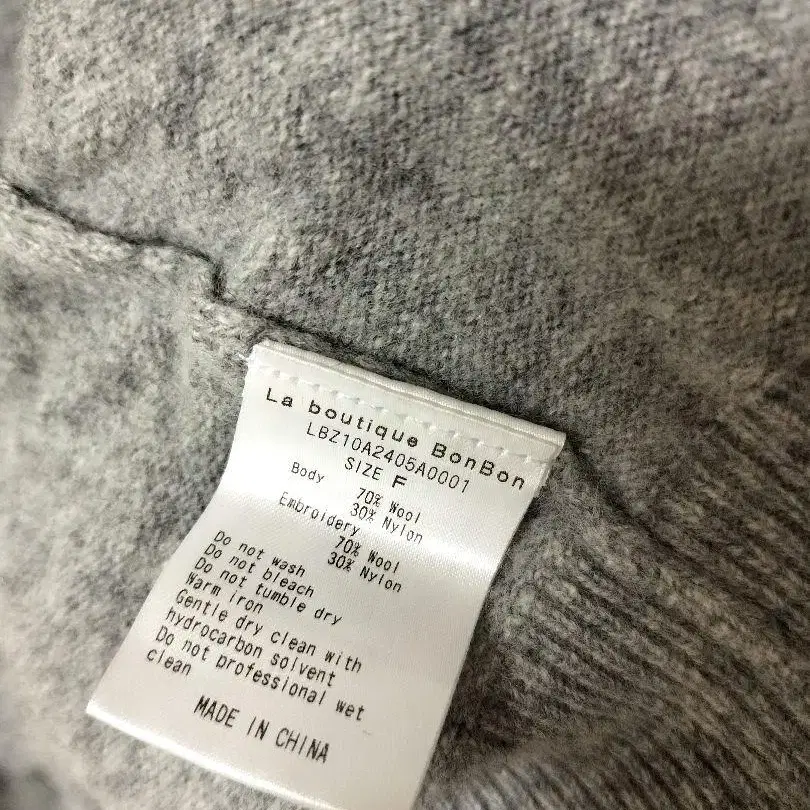 La boutique BonBon
LBZ10A2405A0001
SIZE F
Body 70% Wool
30% Nylon
Embroidery
70% Wool
30% Nylon
Do not wash
Do not bleach
Do not tumble dry
Warm iron
Gentle dry clean with
hydrocarbon solvent
Do not professional wet
clean
MADE IN CHINA